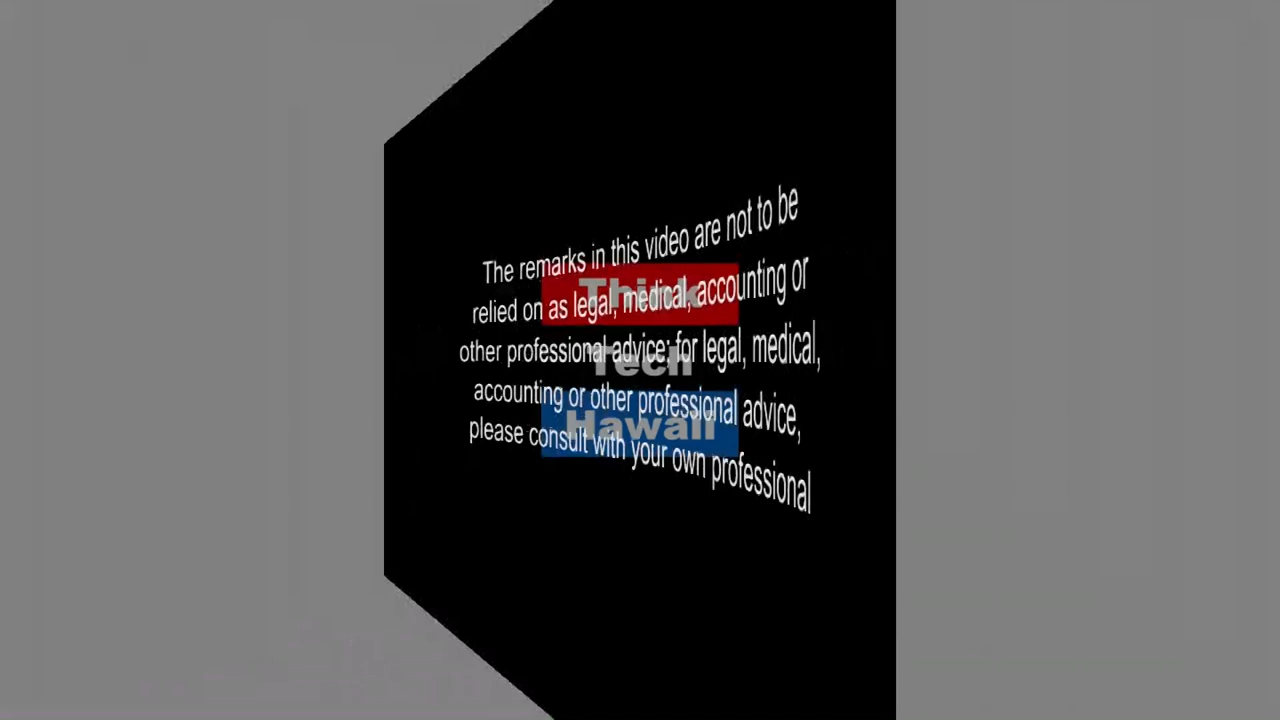 The remarks in this video are not to be
relied on as legal, medical, accounting or
other professional advice; for legal, medical,
accounting or other professional advice,
please consult with your own professional
Think
Tech
Hawaii